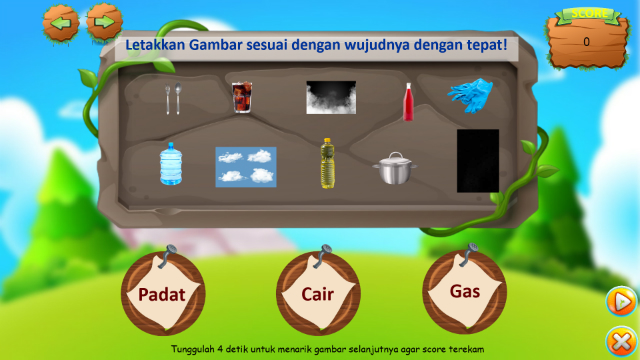 SCORE
0
Letakkan Gambar sesuai dengan wujudnya dengan tepat!
Padat
Cair
Gas
Tunggulah 4 detik untuk menarik gambar selanjutnya agar score terekam